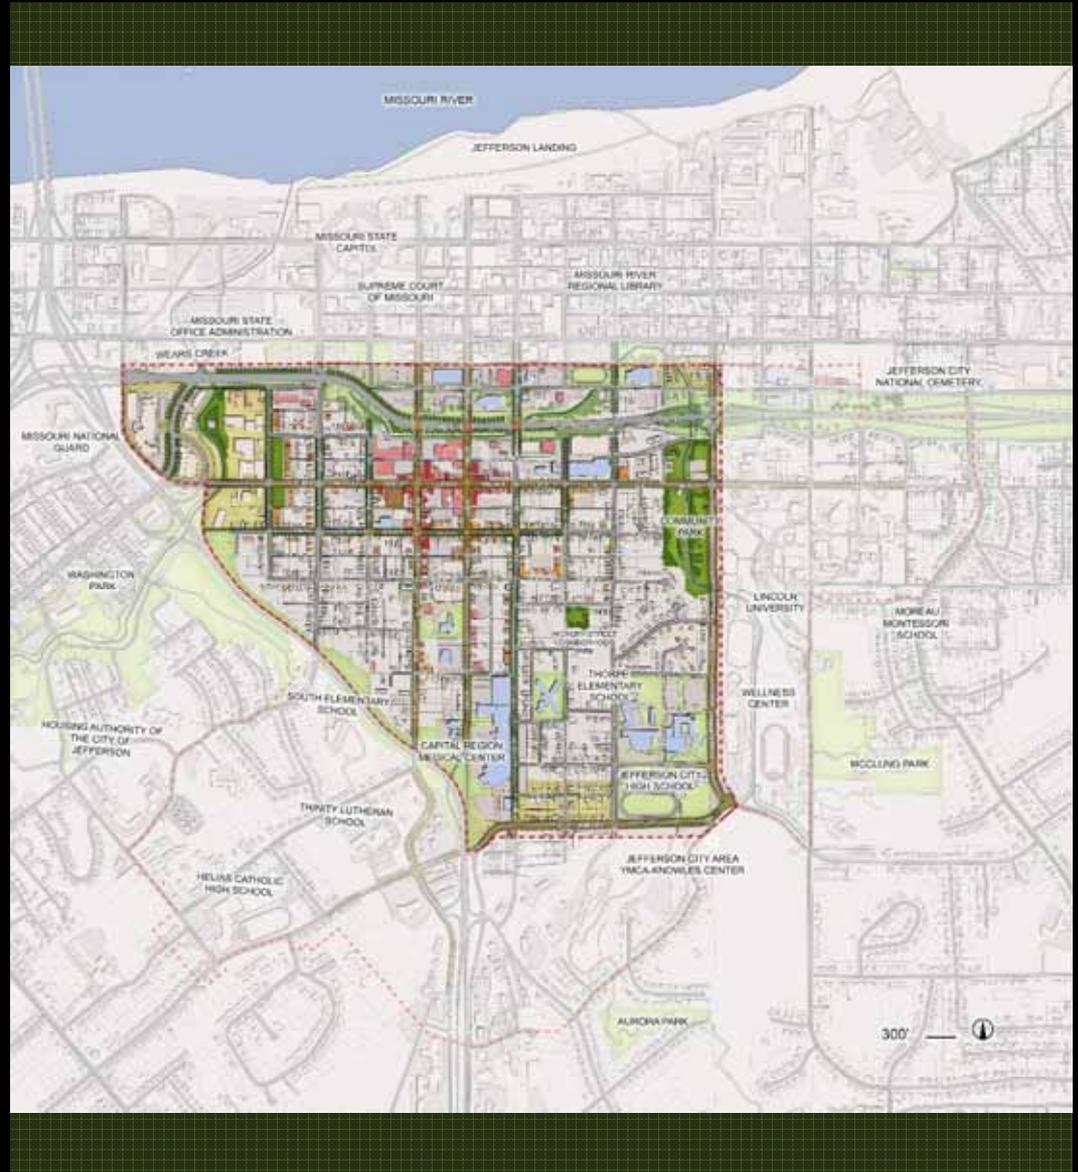 MISSOURI RIVER
JEFFERSON LANDING
MISSOURI STATE
CAPITOL
SUPREME COURT
OF MISSOURI
MISSOURI RIVER
REGIONAL LIBRARY
MISSOURI STATE
OFFICE ADMINISTRATION
WEARS CREEK
JEFFERSON CITY
NATIONAL CEMETERY
MISSOURI NATIONAL
GUARD
COMMUNITY
PARK
WASHINGTON
PARK
LINCOLN
UNIVERSITY
MOREAU
MONTESSORI
SCHOOL
THORPE
ELEMENTARY
SCHOOL
SOUTH ELEMENTARY
SCHOOL
WELLNESS
CENTER
HOUSING AUTHORITY OF
THE CITY OF
JEFFERSON
CAPITAL REGION
MEDICAL CENTER
MCCLUNG PARK
JEFFERSON CITY
HIGH SCHOOL
TRINITY LUTHERAN
SCHOOL
JEFFERSON CITY AREA
YMCA-KNOWLES CENTER
HELIAS CATHOLIC
HIGH SCHOOL
AURORA PARK
300'